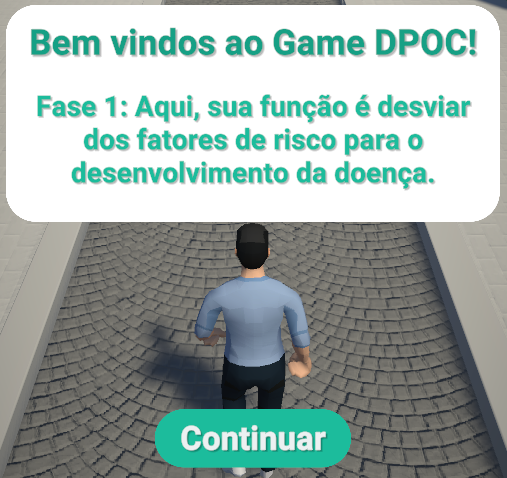 Bem vindos ao Game DPOC!
Fase 1: Aqui, sua função é desviar
dos fatores de risco para o
desenvolvimento da doença.
Continuar